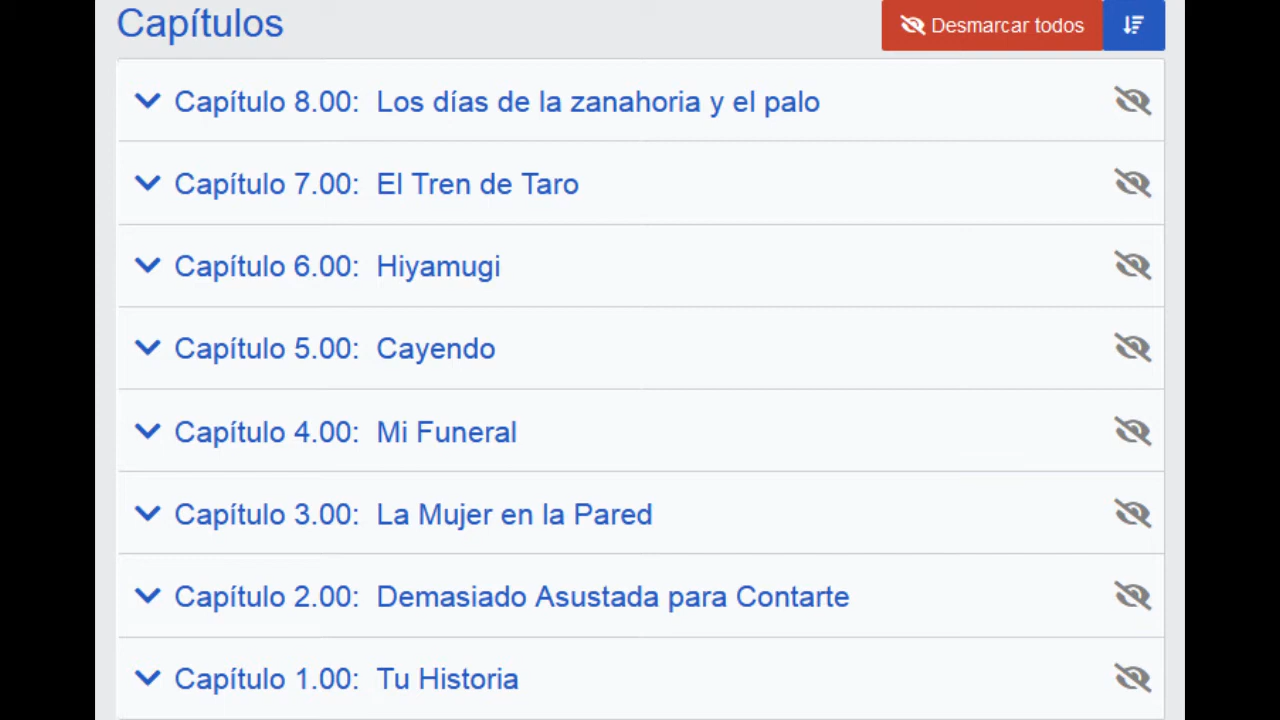 Capítulos
Desmarcar todos
Capítulo 8.00: Los días de la zanahoria y el palo
Capítulo 7.00: El Tren de Taro
Capítulo 6.00: Hiyamugi
Capítulo 5.00: Cayendo
Capítulo 4.00: Mi Funeral
Capítulo 3.00: La Mujer en la Pared
Capítulo 2.00: Demasiado Asustada para Contarte
Capítulo 1.00: Tu Historia